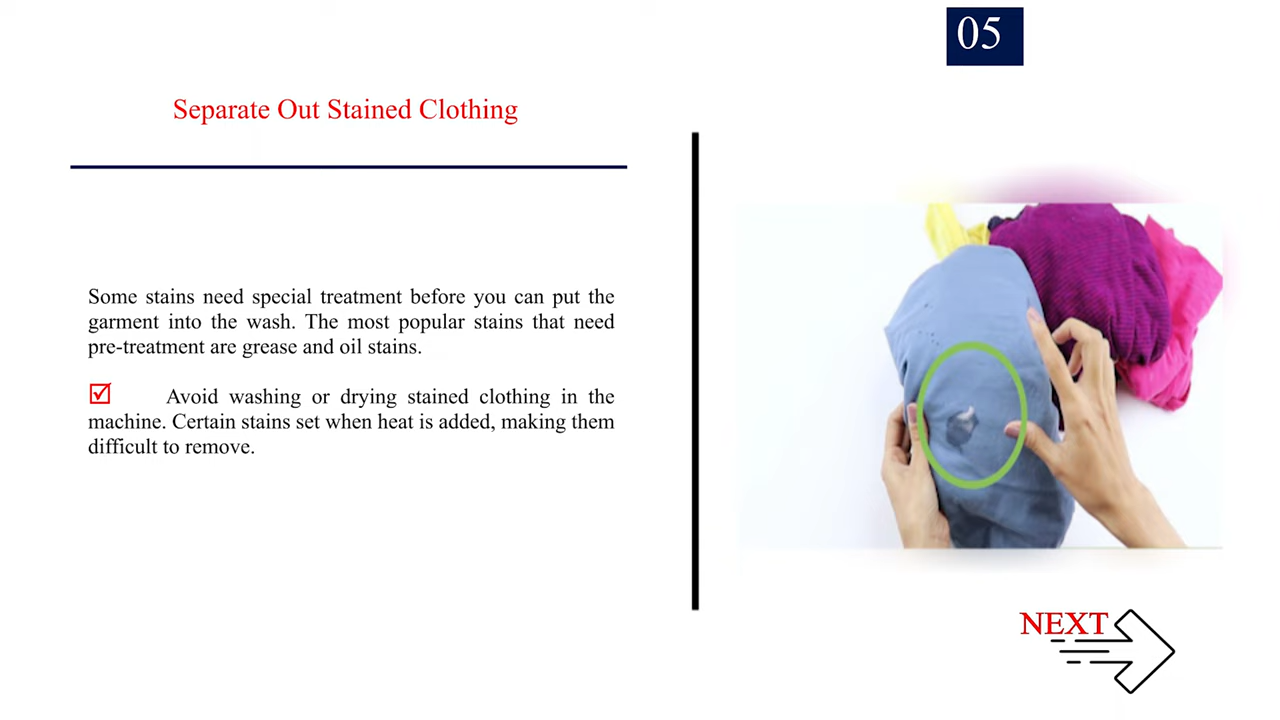 05
Separate Out Stained Clothing
Some stains need special treatment before you can put the
garment into the wash. The most popular stains that need
pre-treatment are grease and oil stains.
☑ Avoid washing or drying stained clothing in the
machine. Certain stains set when heat is added, making them
difficult to remove.
NEXT